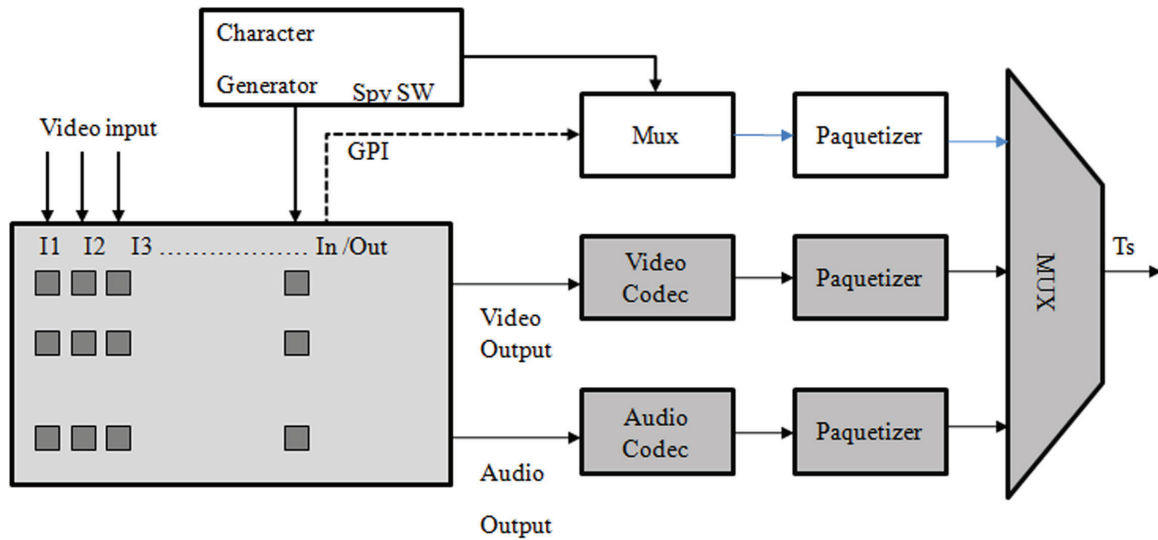 Character
Generator
Spy SW
Video input
GPI
Mux
Paquetizer
I1 I2 I3 ……………… In /Out
Video
Codec
Paquetizer
MUX
Ts
Video
Output
Audio
Codec
Paquetizer
Audio
Output